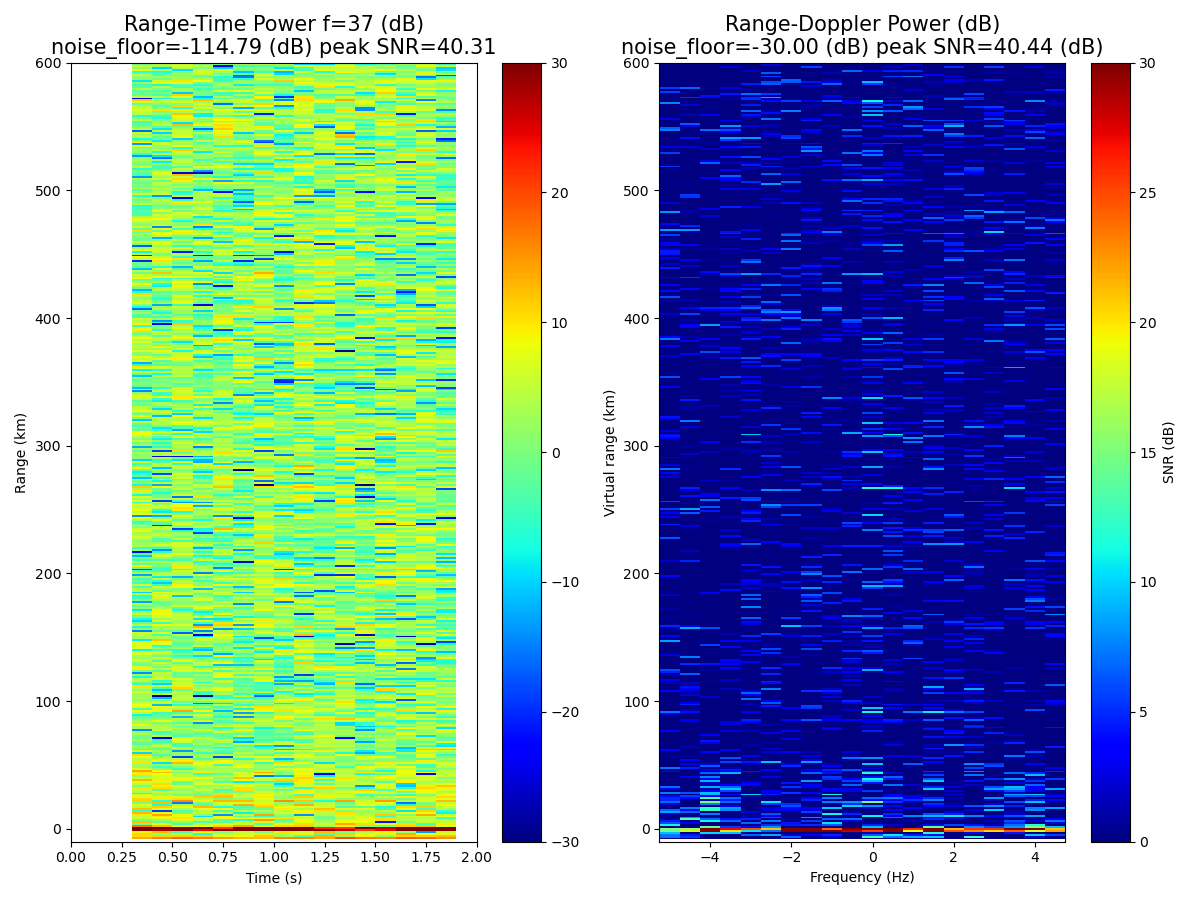 Range-Time Power f=37 (dB)
noise_floor=-114.79 (dB) peak SNR=40.31
600
500
400
300
200
100
0
Range (km)
0.00 0.25 0.50 0.75 1.00 1.25 1.50 1.75 2.00
Time (s)
30
20
10
0
−10
−20
−30
Range-Doppler Power (dB)
noise_floor=-30.00 (dB) peak SNR=40.44 (dB)
600
500
400
300
200
100
0
Virtual range (km)
−4 −2 0 2 4
Frequency (Hz)
30
25
20
15
10
5
0
SNR (dB)